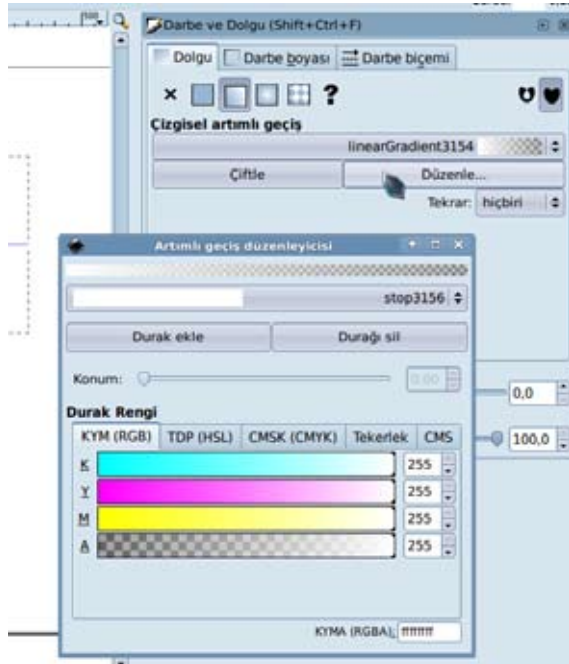 Darbe ve Dolgu (Shift+Ctrl+F)
Dolgu Darbe boyası Darbe biçemi
?
Çizgisel artımlı geçiş
linearGradient3154
Çiftle Düzenle...
Tekrar: hiçbiri
Artımlı geçiş düzenleyicisi
stop3156
Durak ekle Durağı sil
Konum: 0.00
0,0
Durak Rengi
KYM (RGB) TDP (HSL) CMSK (CMYK) Tekerlek CMS
100,0
K 255
Y 255
M 255
A 255
KYMA (RGBA): ffffffff